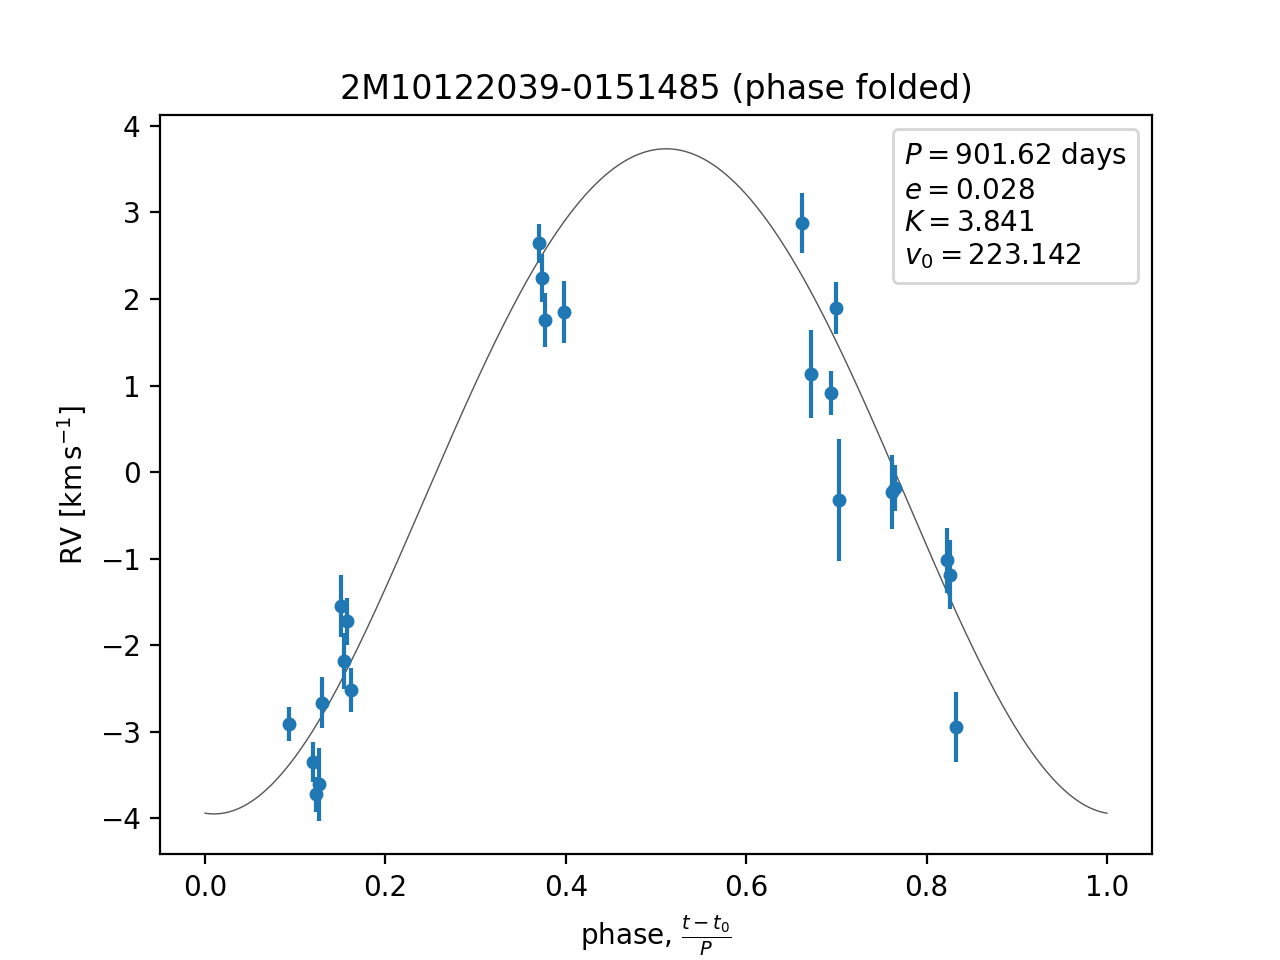 2M10122039-0151485 (phase folded)
P = 901.62 days
e = 0.028
K = 3.841
v₀ = 223.142
RV [km s⁻¹]
4
3
2
1
0
−1
−2
−3
−4
0.0 0.2 0.4 0.6 0.8 1.0
phase, (t − t₀)/P